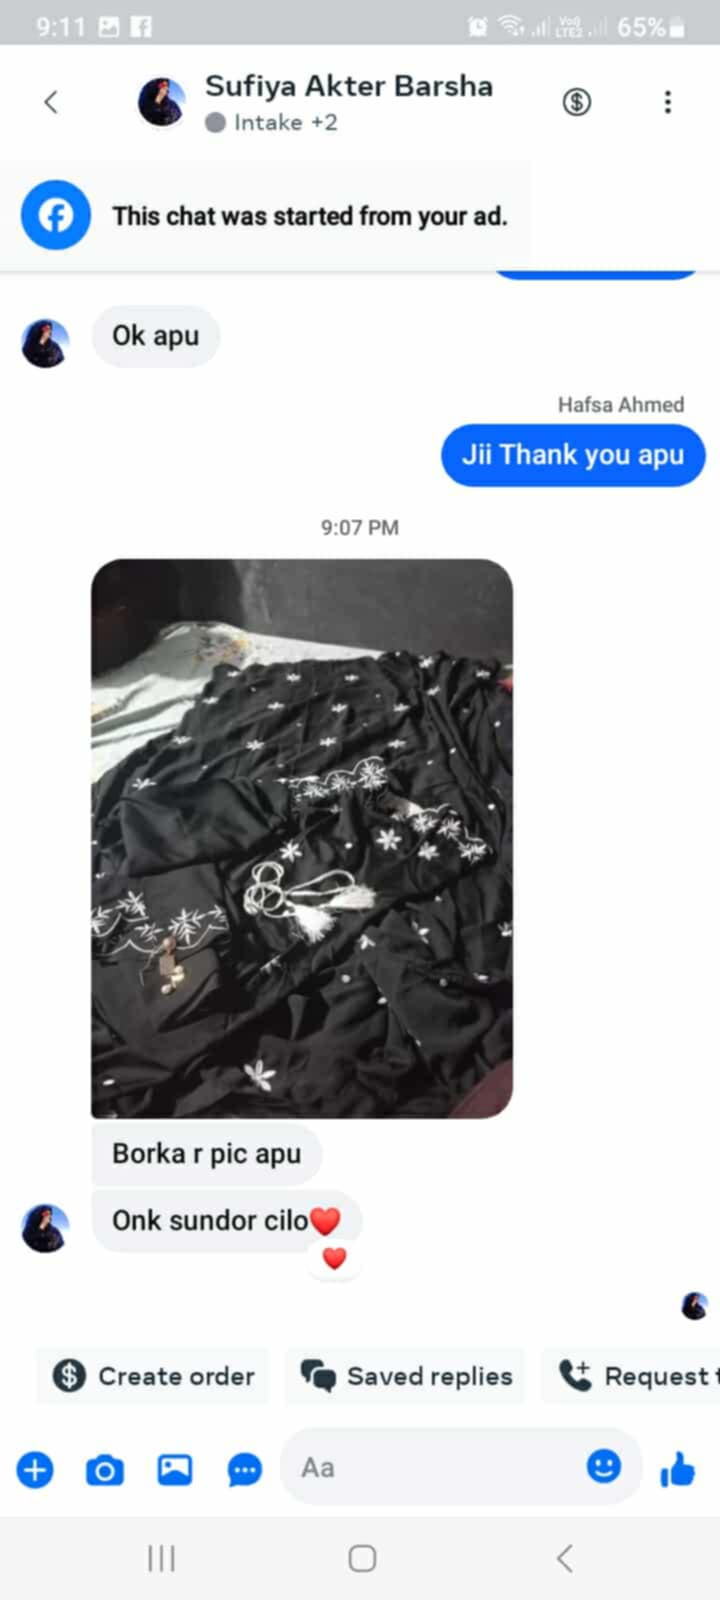 9:11
Vo))
LTE2
65%
Sufiya Akter Barsha
Intake +2
This chat was started from your ad.
Ok apu
Hafsa Ahmed
Jii Thank you apu
9:07 PM
Borka r pic apu
Onk sundor cilo❤️
❤️
Create order
Saved replies
Request t
Aa